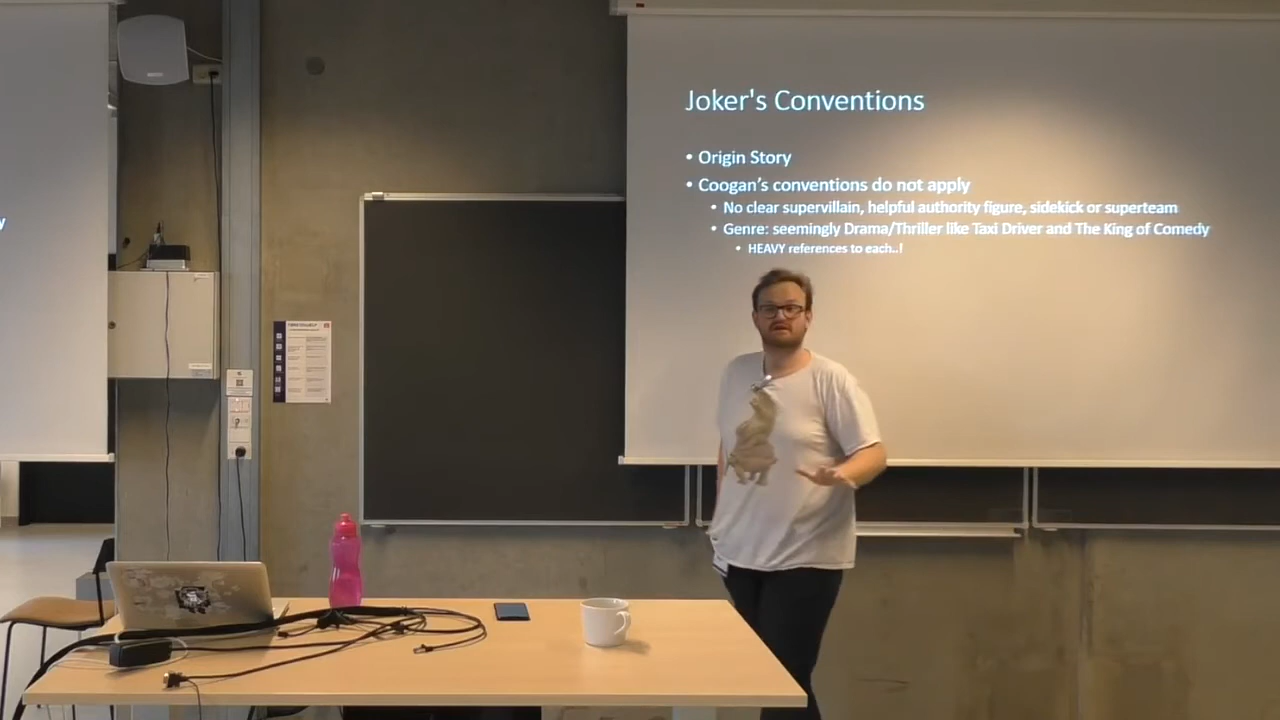 y
Joker's Conventions
• Origin Story
• Coogan’s conventions do not apply
• No clear supervillain, helpful authority figure, sidekick or superteam
• Genre: seemingly Drama/Thriller like Taxi Driver and The King of Comedy
• HEAVY references to each..!